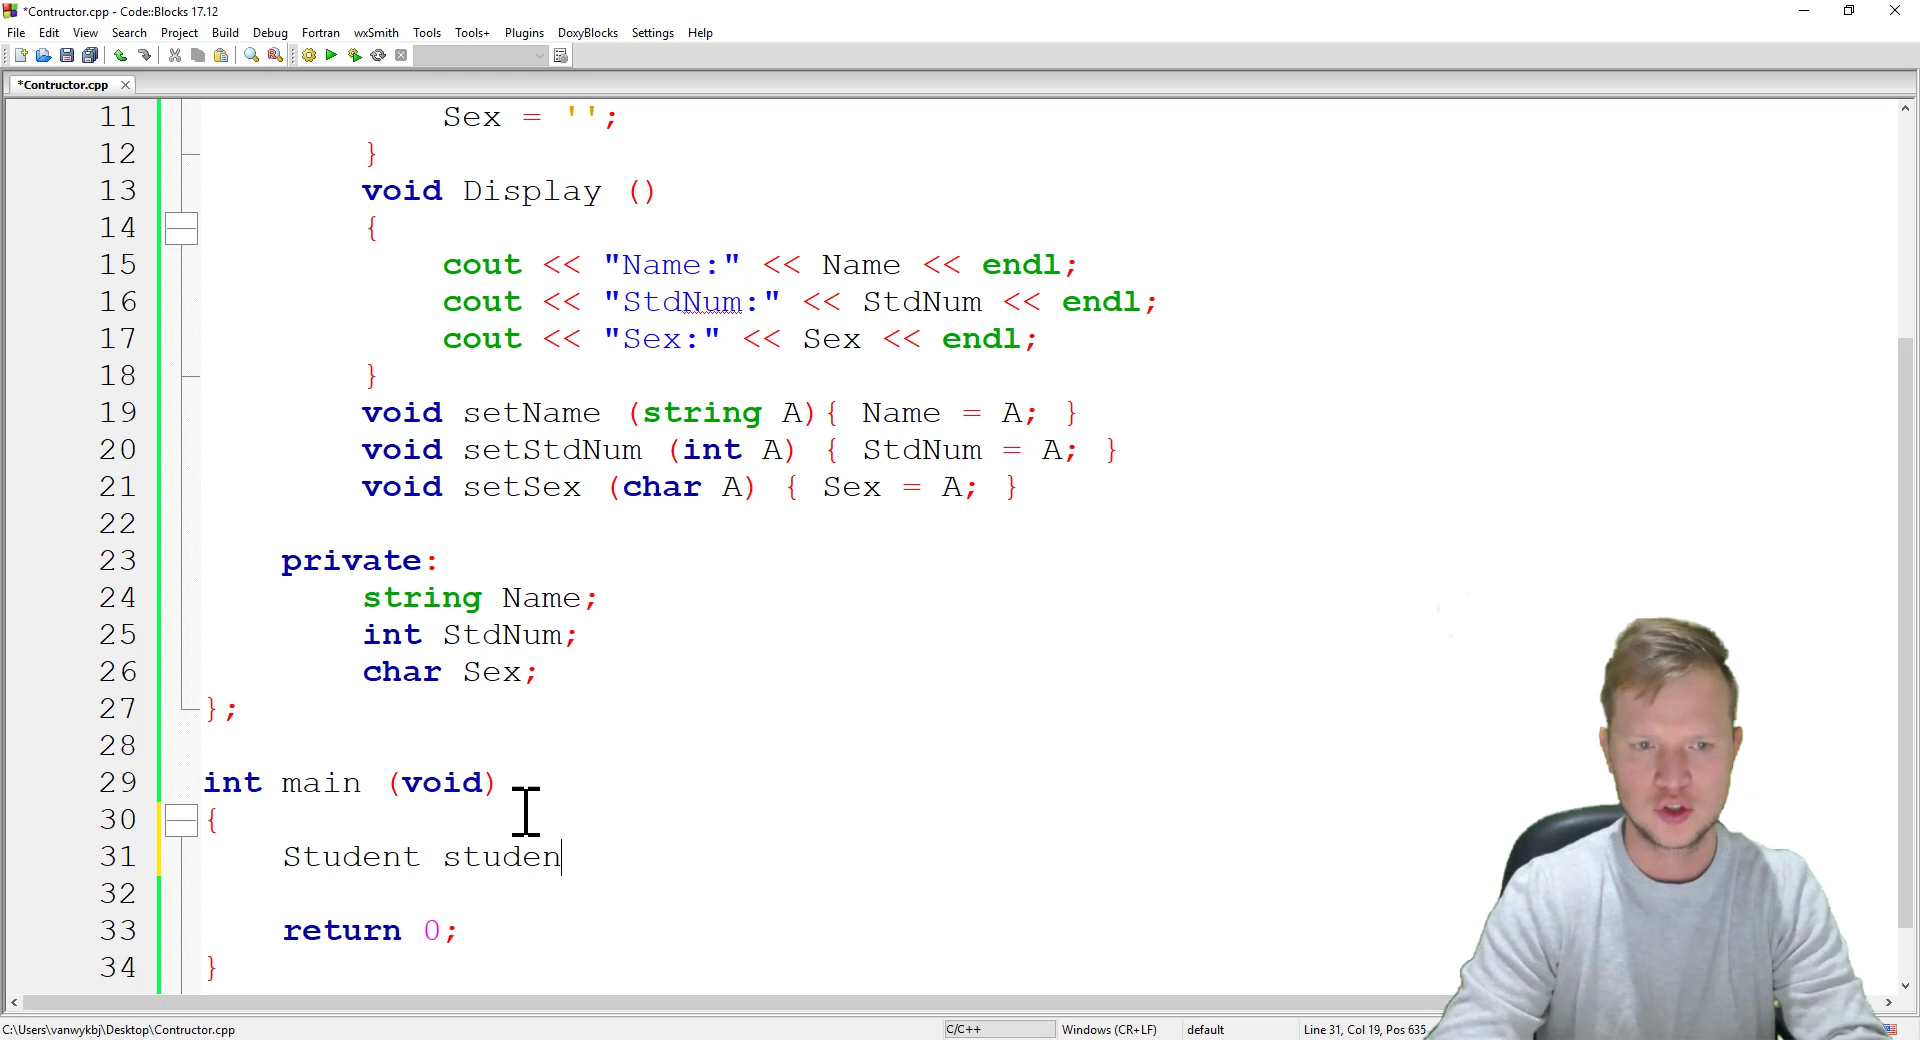 *Contructor.cpp - Code::Blocks 17.12
File Edit View Search Project Build Debug Fortran wxSmith Tools Tools+ Plugins DoxyBlocks Settings Help
*Contructor.cpp
11 Sex = '';
12 }
13 void Display ()
14 {
15 cout << "Name:" << Name << endl;
16 cout << "StdNum:" << StdNum << endl;
17 cout << "Sex:" << Sex << endl;
18 }
19 void setName (string A){ Name = A; }
20 void setStdNum (int A) { StdNum = A; }
21 void setSex (char A) { Sex = A; }
22
23 private:
24 string Name;
25 int StdNum;
26 char Sex;
27 };
28
29 int main (void)
30 {
31 Student studen
32
33 return 0;
34 }
C:\Users\vanwykbj\Desktop\Contructor.cpp C/C++ Windows (CR+LF) default Line 31, Col 19, Pos 635